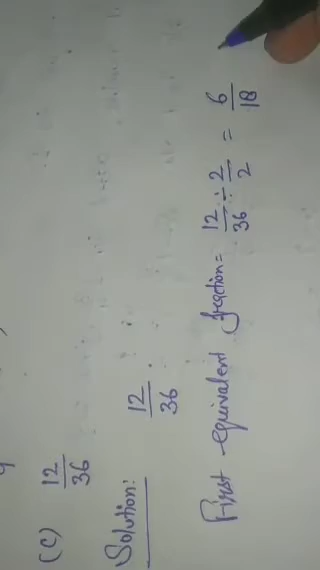 (c) 12/36
Solution: 12/36
First equivalent fraction = 12/36 ÷ 2/2 = 6/18